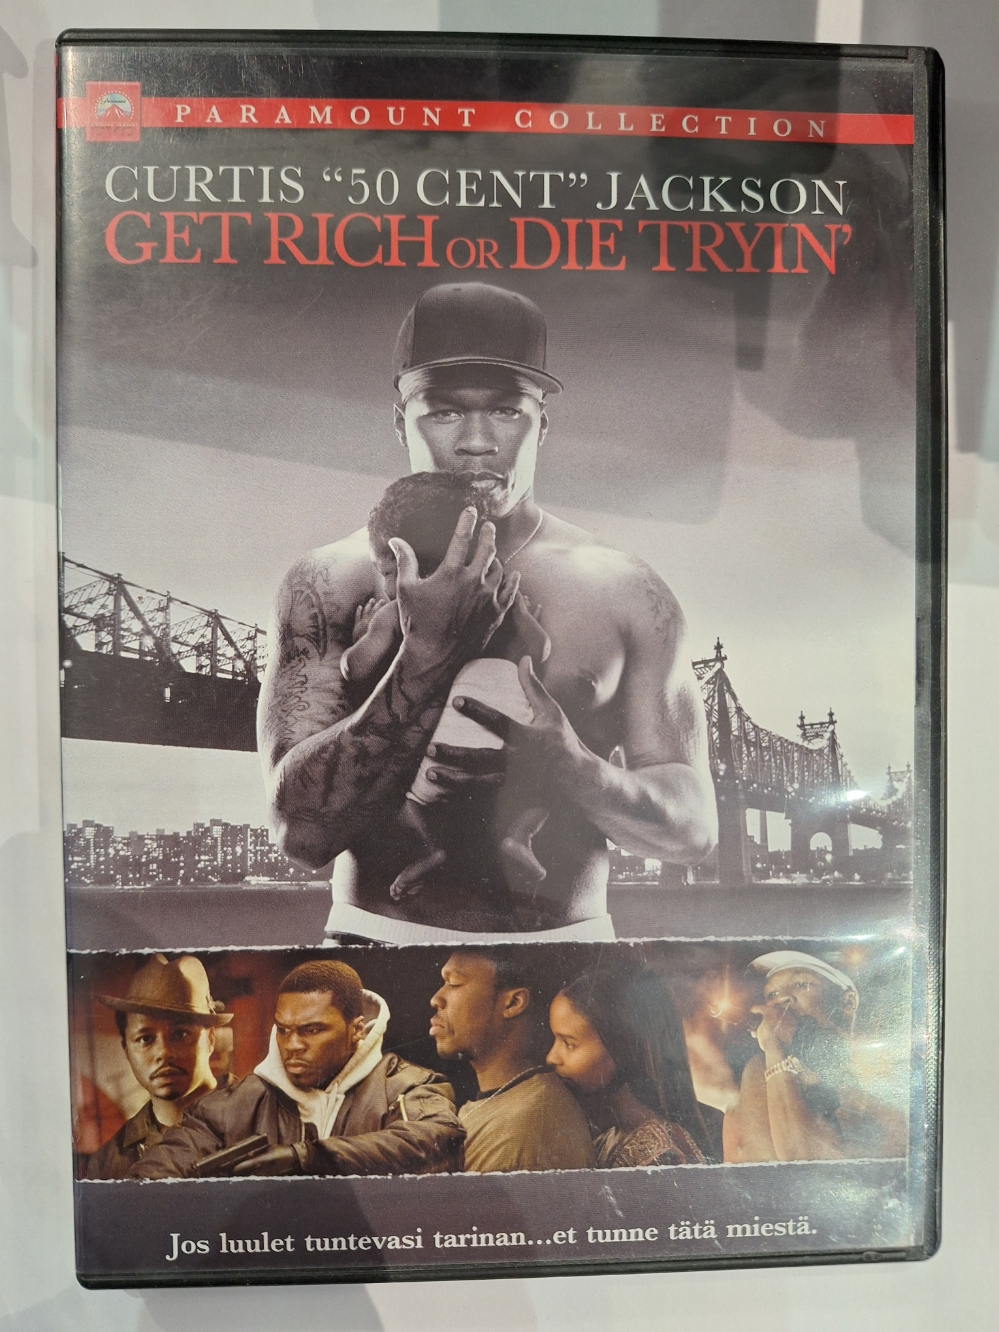 PARAMOUNT COLLECTION
CURTIS “50 CENT” JACKSON
GET RICH OR DIE TRYIN’
Jos luulet tuntevasi tarinan...et tunne tätä miestä.